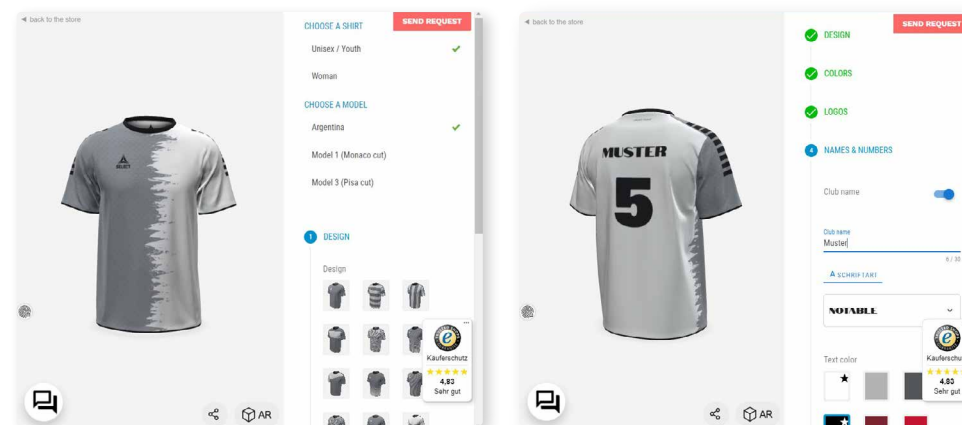 ◄ back to the store
SEND REQUEST
CHOOSE A SHIRT
Unisex / Youth
Woman
CHOOSE A MODEL
Argentina
Model 1 (Monaco cut)
Model 3 (Pisa cut)
1 DESIGN
Design
SELECT
Käuferschutz
4,83
Sehr gut
AR
◄ back to the store
SEND REQUEST
DESIGN
COLORS
LOGOS
4 NAMES & NUMBERS
Club name
Club name
Muster
6 / 30
A SCHRIFTART
NOTABLE
Text color
MUSTER
5
Kauferschu
4,83
Sehr gut
AR